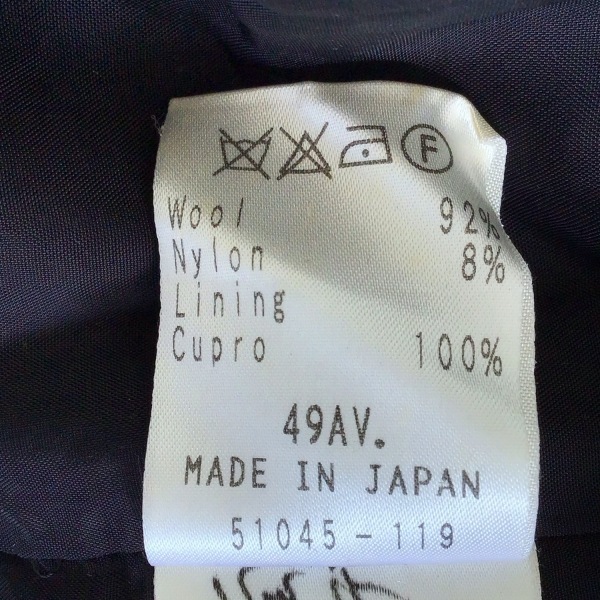 F
Wool 92%
Nylon 8%
Lining
Cupro 100%
49AV.
MADE IN JAPAN
51045-119